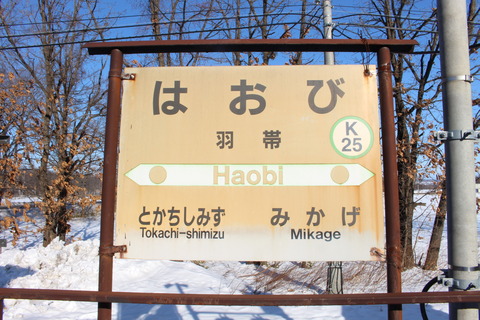 はおび
羽帯
K
25
Haobi
とかちしみず みかげ
Tokachi-shimizu Mikage